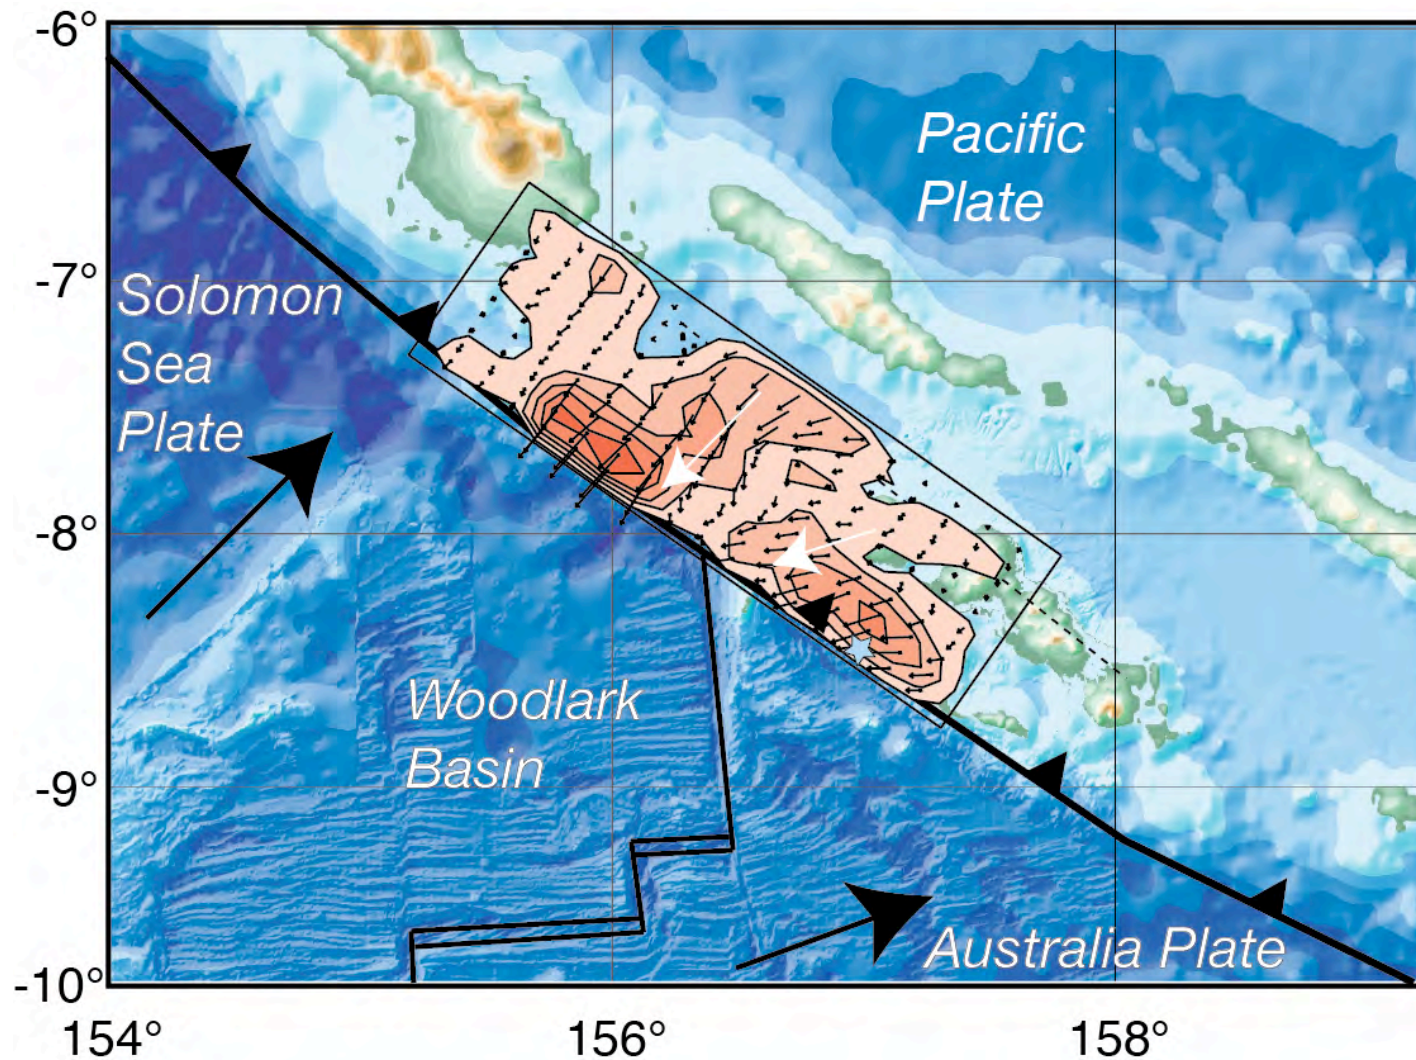 -6°
Pacific
Plate
-7°
Solomon
Sea
Plate
-8°
Woodlark
Basin
-9°
Australia Plate
-10°
154°
156°
158°